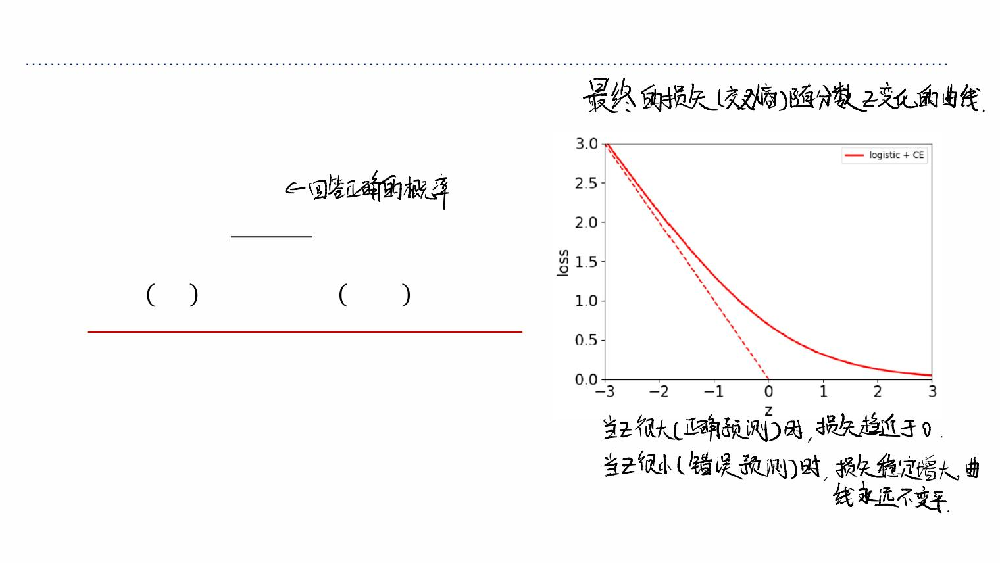 最终的损失(交叉熵)随分数z变化的曲线.
←回答正确的概率
( ) ( )
3.0
2.5
2.0
1.5
1.0
0.5
0.0
loss
logistic + CE
−3 −2 −1 0 1 2 3
z
当z很大(正确预测)时,损失趋近于0.
当z很小(错误预测)时,损失稳定增大,曲
线永远不变平.